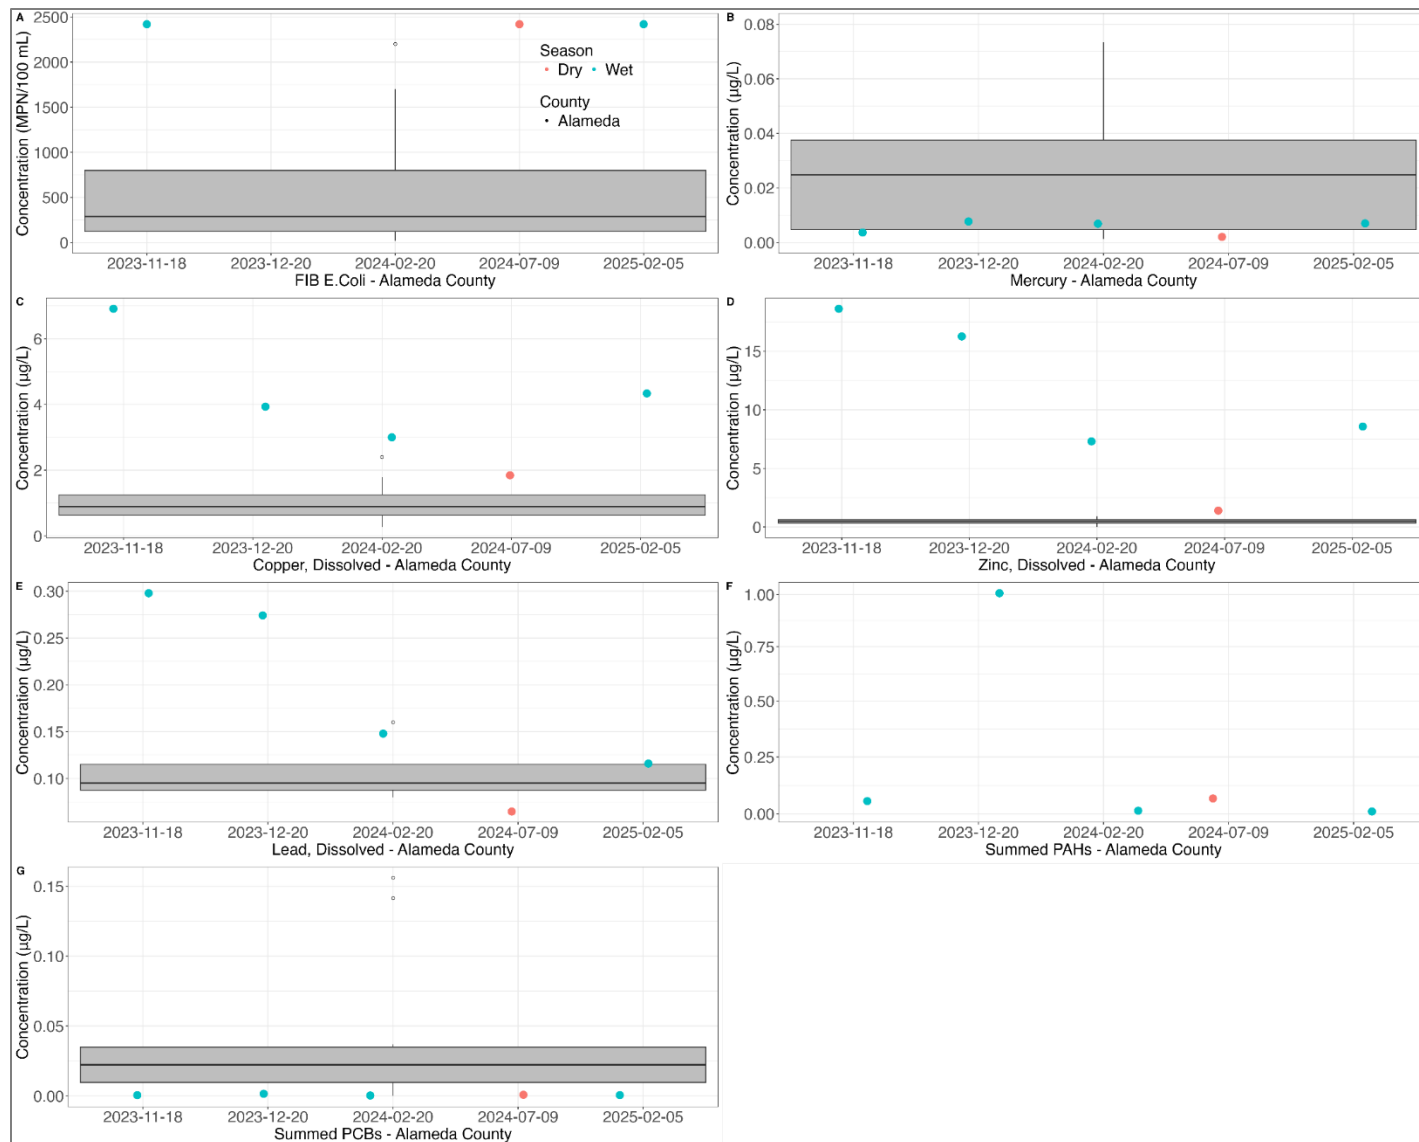 A
Concentration (MPN/100 mL)
2500
2000
1500
1000
500
0
Season
Dry Wet
County
Alameda
2023-11-18 2023-12-20 2024-02-20 2024-07-09 2025-02-05
FIB E.Coli - Alameda County
B
Concentration (µg/L)
0.08
0.06
0.04
0.02
0.00
2023-11-18 2023-12-20 2024-02-20 2024-07-09 2025-02-05
Mercury - Alameda County
C
Concentration (µg/L)
6
4
2
0
2023-11-18 2023-12-20 2024-02-20 2024-07-09 2025-02-05
Copper, Dissolved - Alameda County
D
Concentration (µg/L)
15
10
5
0
2023-11-18 2023-12-20 2024-02-20 2024-07-09 2025-02-05
Zinc, Dissolved - Alameda County
E
Concentration (µg/L)
0.30
0.25
0.20
0.15
0.10
2023-11-18 2023-12-20 2024-02-20 2024-07-09 2025-02-05
Lead, Dissolved - Alameda County
F
Concentration (µg/L)
1.00
0.75
0.50
0.25
0.00
2023-11-18 2023-12-20 2024-02-20 2024-07-09 2025-02-05
Summed PAHs - Alameda County
G
Concentration (µg/L)
0.15
0.10
0.05
0.00
2023-11-18 2023-12-20 2024-02-20 2024-07-09 2025-02-05
Summed PCBs - Alameda County